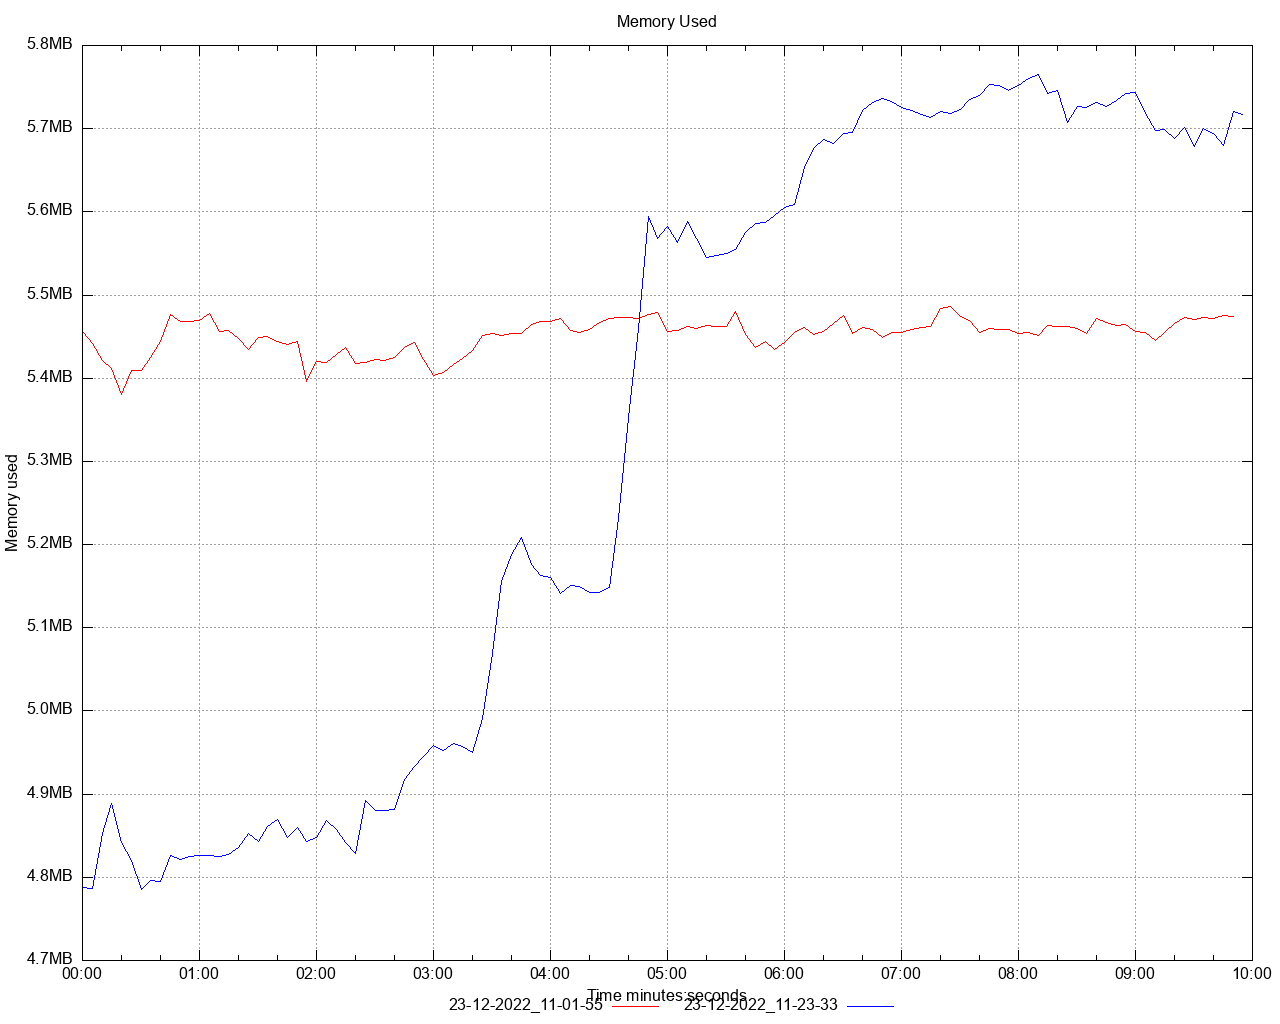 Memory Used
5.8MB
5.7MB
5.6MB
5.5MB
5.4MB
5.3MB
5.2MB
5.1MB
5.0MB
4.9MB
4.8MB
4.7MB
Memory used
00:00 01:00 02:00 03:00 04:00 05:00 06:00 07:00 08:00 09:00 10:00
Time minutes:seconds
23-12-2022_11-01-55 23-12-2022_11-23-33